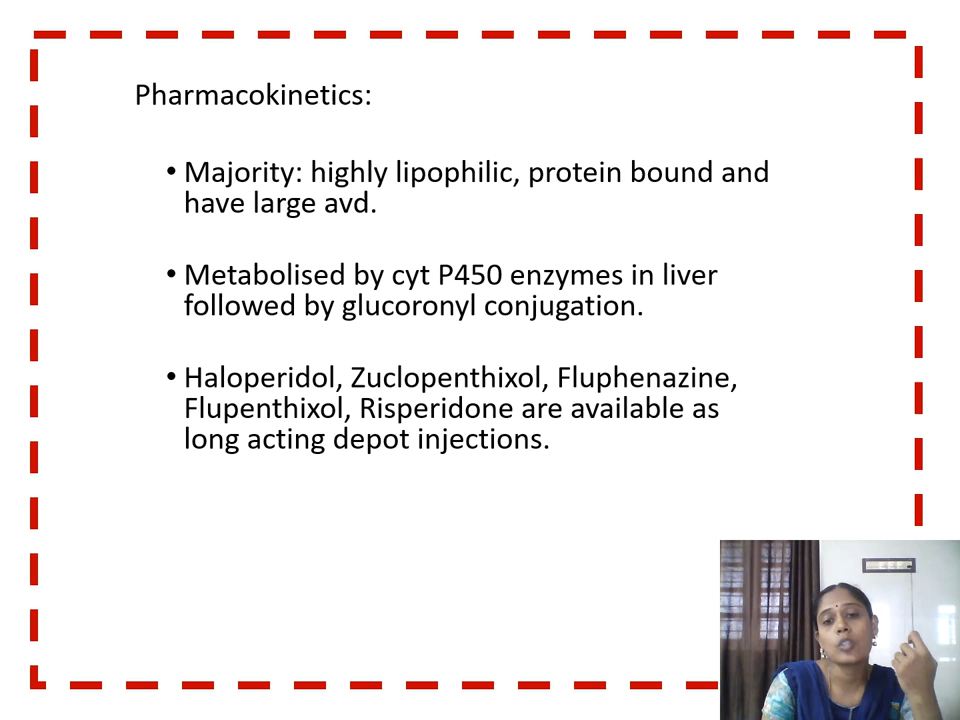 Pharmacokinetics:
• Majority: highly lipophilic, protein bound and
have large avd.
• Metabolised by cyt P450 enzymes in liver
followed by glucoronyl conjugation.
• Haloperidol, Zuclopenthixol, Fluphenazine,
Flupenthixol, Risperidone are available as
long acting depot injections.